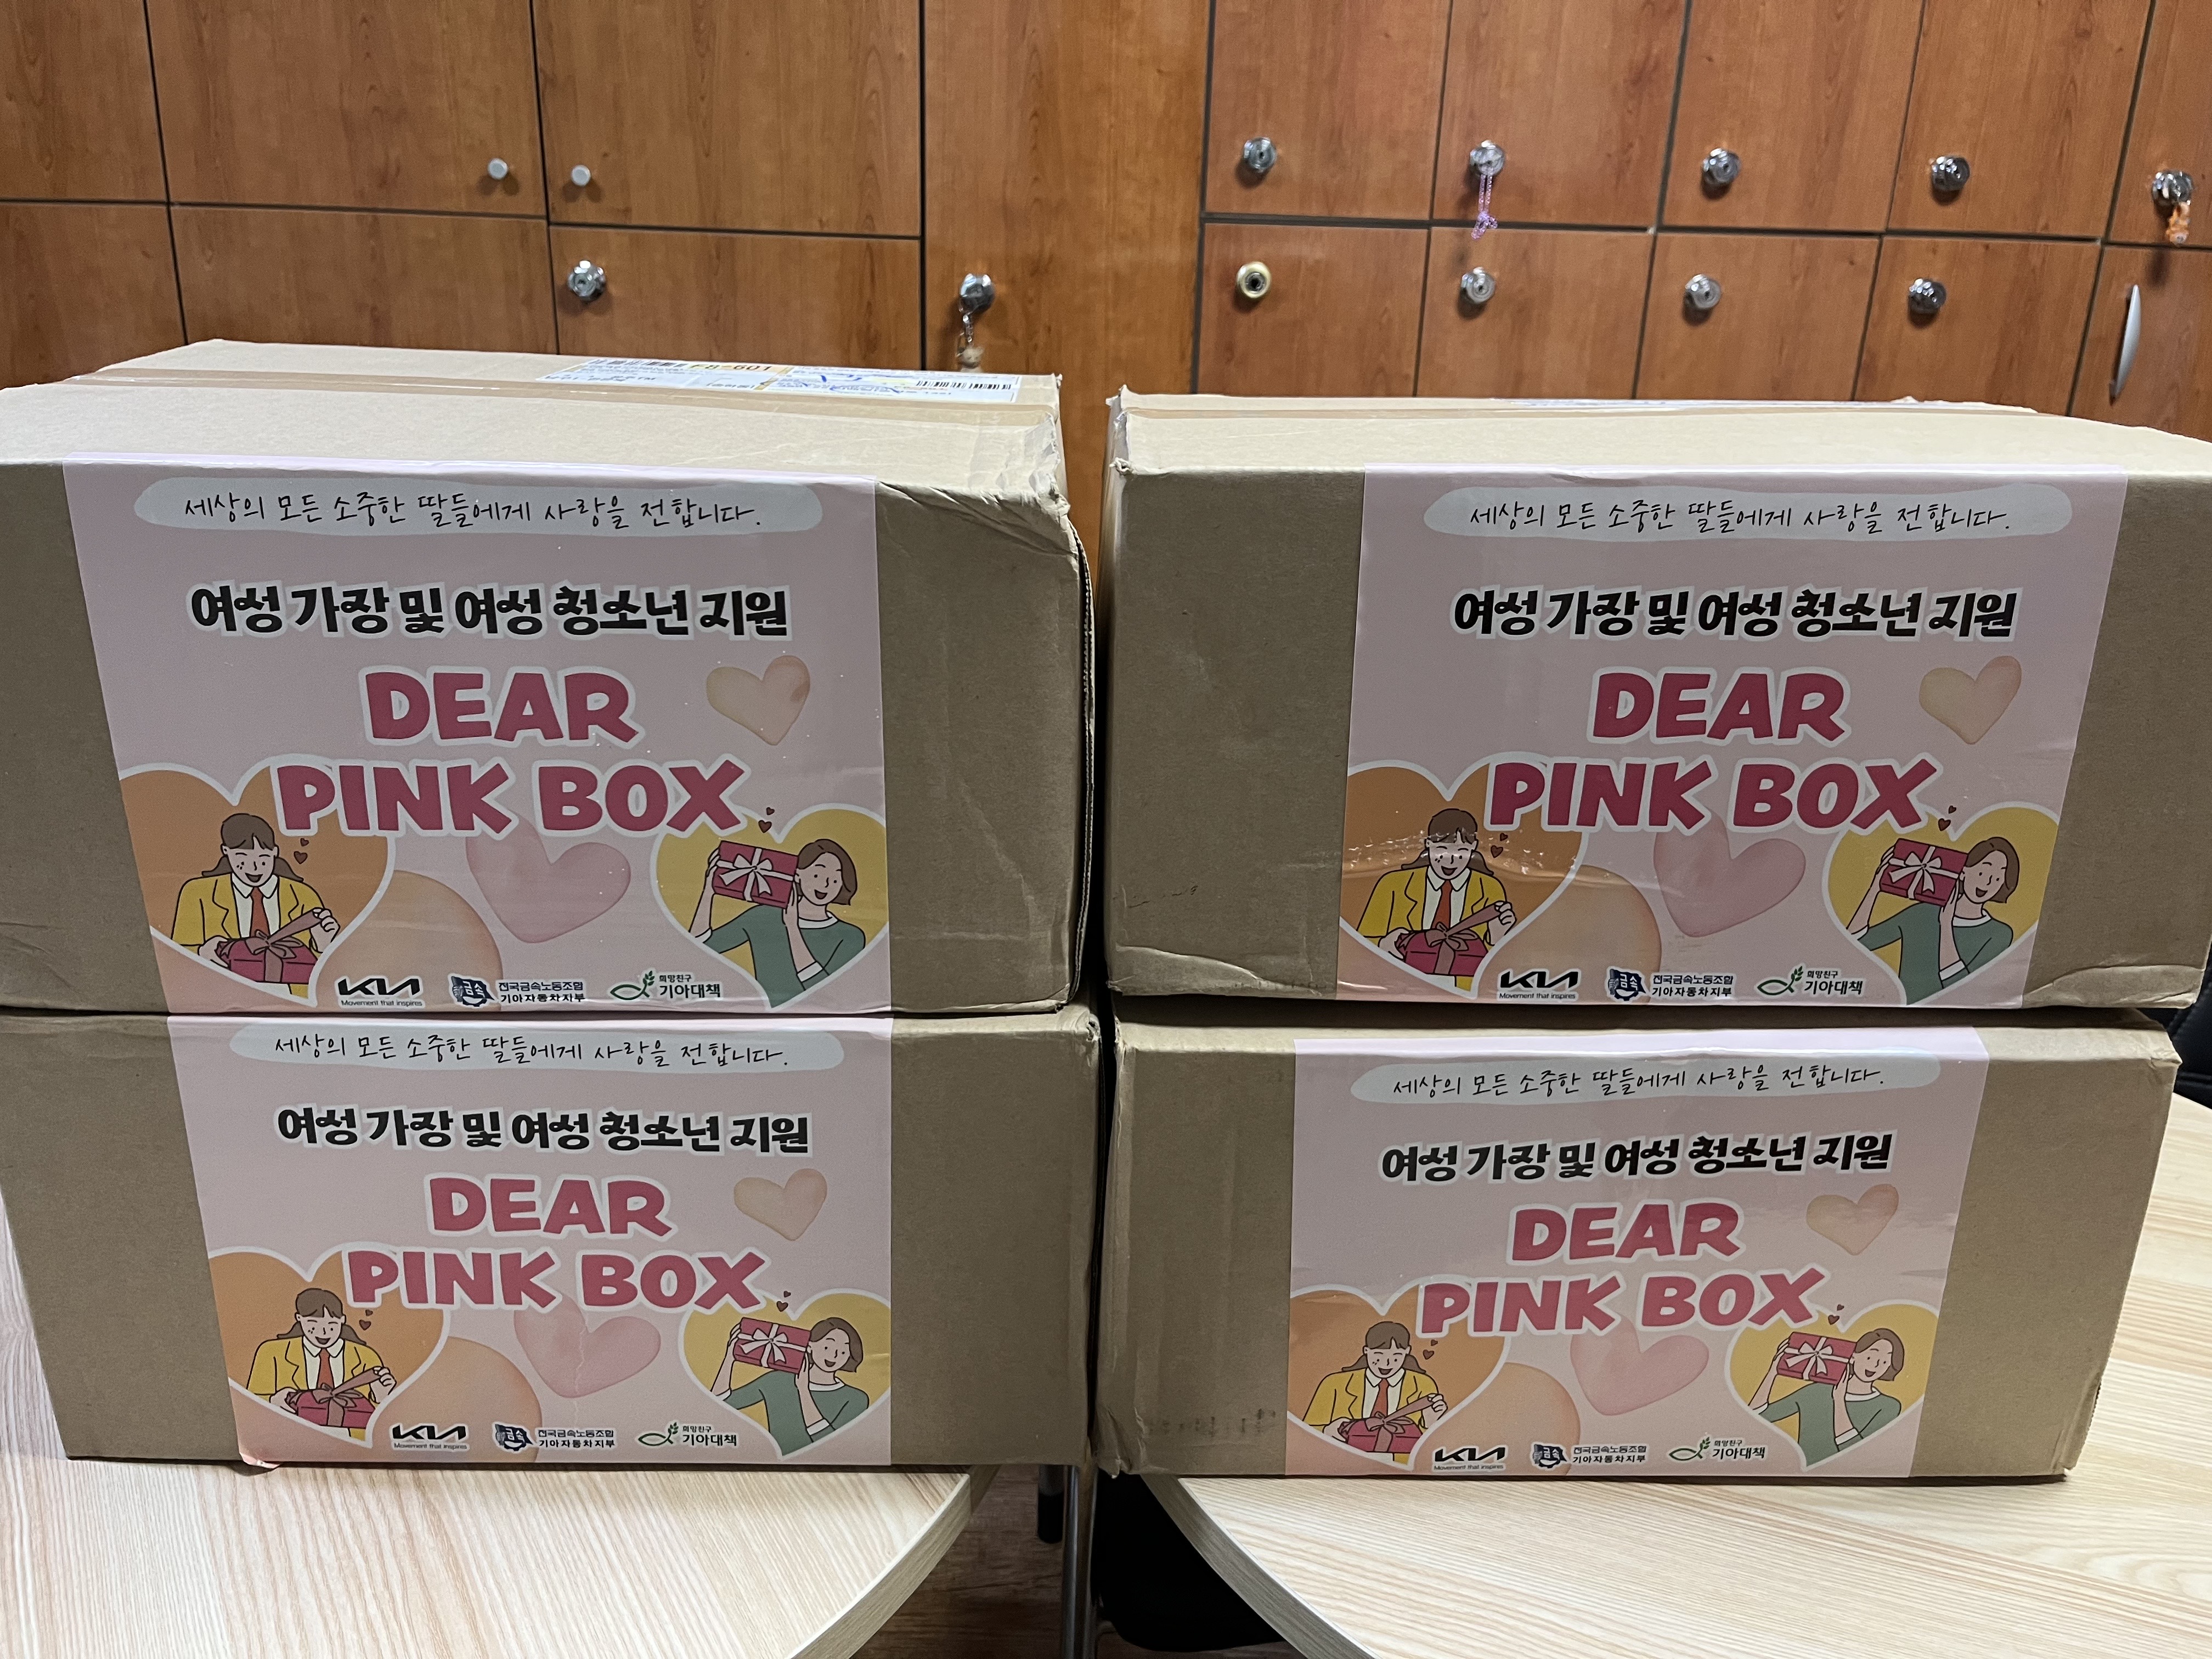 F8-601
세상의 모든 소중한 딸들에게 사랑을 전합니다.
여성 가장 및 여성 청소년 지원
DEAR
PINK BOX
KIA
Movement that inspires
금속
전국금속노동조합
기아자동차지부
희망친구
기아대책
세상의 모든 소중한 딸들에게 사랑을 전합니다.
여성 가장 및 여성 청소년 지원
DEAR
PINK BOX
KIA
Movement that inspires
금속
전국금속노동조합
기아자동차지부
희망친구
기아대책
세상의 모든 소중한 딸들에게 사랑을 전합니다.
여성 가장 및 여성 청소년 지원
DEAR
PINK BOX
KIA
Movement that inspires
금속
전국금속노동조합
기아자동차지부
희망친구
기아대책
세상의 모든 소중한 딸들에게 사랑을 전합니다.
여성 가장 및 여성 청소년 지원
DEAR
PINK BOX
KIA
Movement that inspires
금속
전국금속노동조합
기아자동차지부
희망친구
기아대책